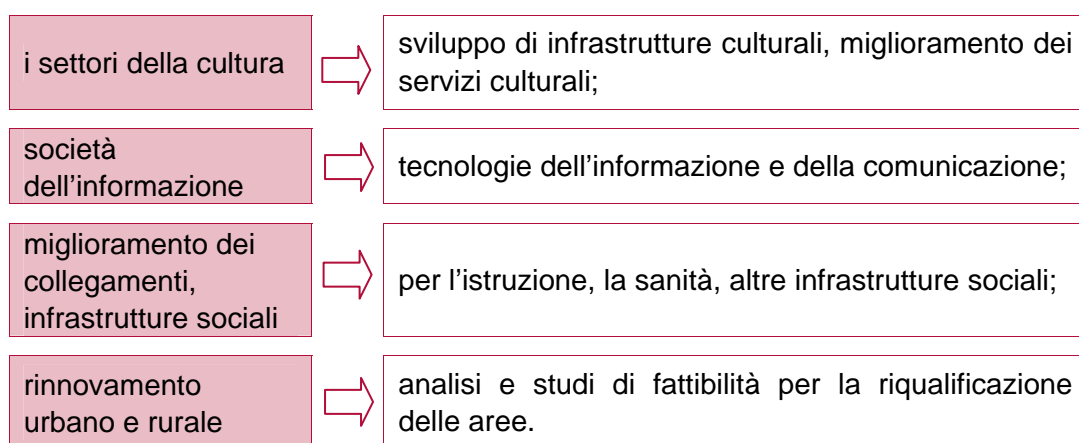 i settori della cultura
sviluppo di infrastrutture culturali, miglioramento dei
servizi culturali;
società
dell’informazione
tecnologie dell’informazione e della comunicazione;
miglioramento dei
collegamenti,
infrastrutture sociali
per l’istruzione, la sanità, altre infrastrutture sociali;
rinnovamento
urbano e rurale
analisi e studi di fattibilità per la riqualificazione
delle aree.